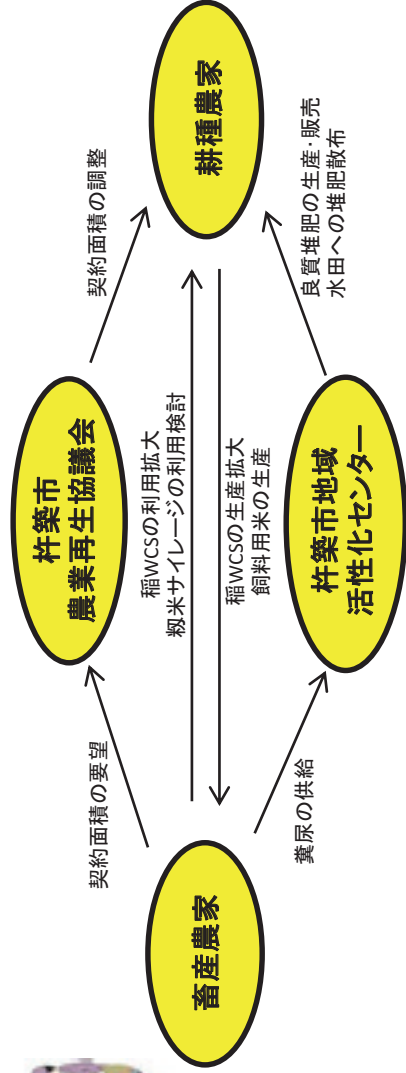 杵築市
農業再生協議会
契約面積の要望
契約面積の調整
畜産農家
稲WCSの利用拡大
籾米サイレージの利用検討
稲WCSの生産拡大
飼料用米の生産
耕種農家
糞尿の供給
良質堆肥の生産・販売
水田への堆肥散布
杵築市地域
活性化センター